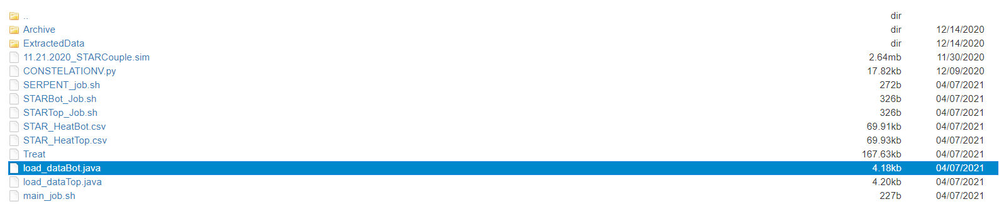 .. dir
Archive dir 12/14/2020
ExtractedData dir 12/14/2020
11.21.2020_STARCouple.sim 2.64mb 11/30/2020
CONSTELATIONV.py 17.82kb 12/09/2020
SERPENT_job.sh 272b 04/07/2021
STARBot_Job.sh 326b 04/07/2021
STARTop_Job.sh 326b 04/07/2021
STAR_HeatBot.csv 69.91kb 04/07/2021
STAR_HeatTop.csv 69.93kb 04/07/2021
Treat 167.63kb 04/07/2021
load_dataBot.java 4.18kb 04/07/2021
load_dataTop.java 4.20kb 04/07/2021
main_job.sh 227b 04/07/2021